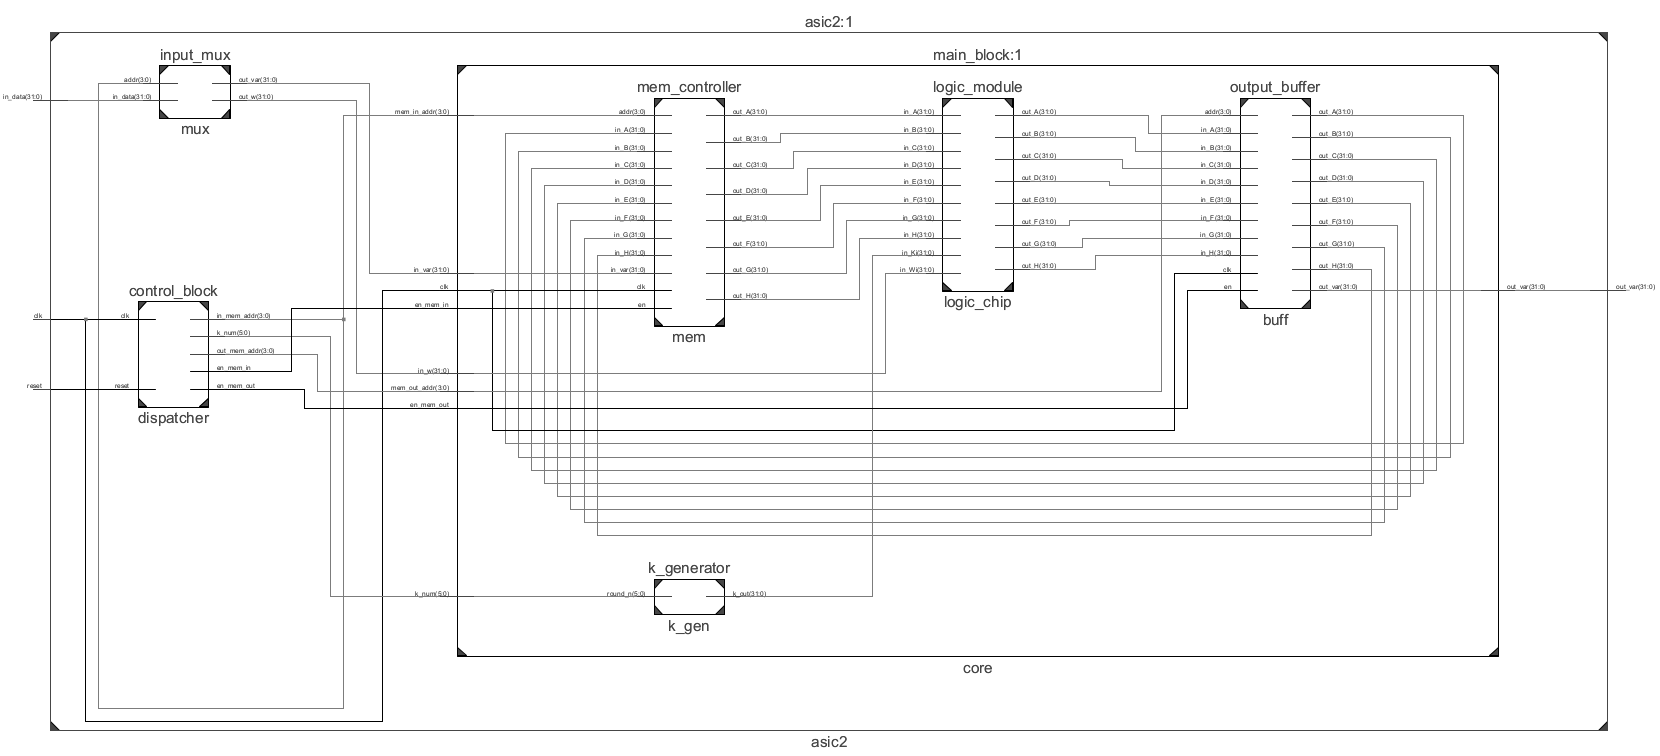 asic2:1
input_mux
addr(3:0)
in_data(31:0)
in_data(31:0)
out_var(31:0)
out_w(31:0)
mux
main_block:1
mem_in_addr(3:0)
in_var(31:0)
clk
en_mem_in
in_w(31:0)
mem_out_addr(3:0)
en_mem_out
k_num(5:0)
mem_controller
addr(3:0)
in_A(31:0)
in_B(31:0)
in_C(31:0)
in_D(31:0)
in_E(31:0)
in_F(31:0)
in_G(31:0)
in_H(31:0)
in_var(31:0)
clk
en
out_A(31:0)
out_B(31:0)
out_C(31:0)
out_D(31:0)
out_E(31:0)
out_F(31:0)
out_G(31:0)
out_H(31:0)
mem
logic_module
in_A(31:0)
in_B(31:0)
in_C(31:0)
in_D(31:0)
in_E(31:0)
in_F(31:0)
in_G(31:0)
in_H(31:0)
in_Ki(31:0)
in_Wi(31:0)
out_A(31:0)
out_B(31:0)
out_C(31:0)
out_D(31:0)
out_E(31:0)
out_F(31:0)
out_G(31:0)
out_H(31:0)
logic_chip
output_buffer
addr(3:0)
in_A(31:0)
in_B(31:0)
in_C(31:0)
in_D(31:0)
in_E(31:0)
in_F(31:0)
in_G(31:0)
in_H(31:0)
clk
en
out_A(31:0)
out_B(31:0)
out_C(31:0)
out_D(31:0)
out_E(31:0)
out_F(31:0)
out_G(31:0)
out_H(31:0)
out_var(31:0)
out_var(31:0)
out_var(31:0)
buff
control_block
clk
clk
reset
reset
in_mem_addr(3:0)
k_num(5:0)
out_mem_addr(3:0)
en_mem_in
en_mem_out
dispatcher
k_generator
round_n(5:0)
k_out(31:0)
k_gen
core
asic2